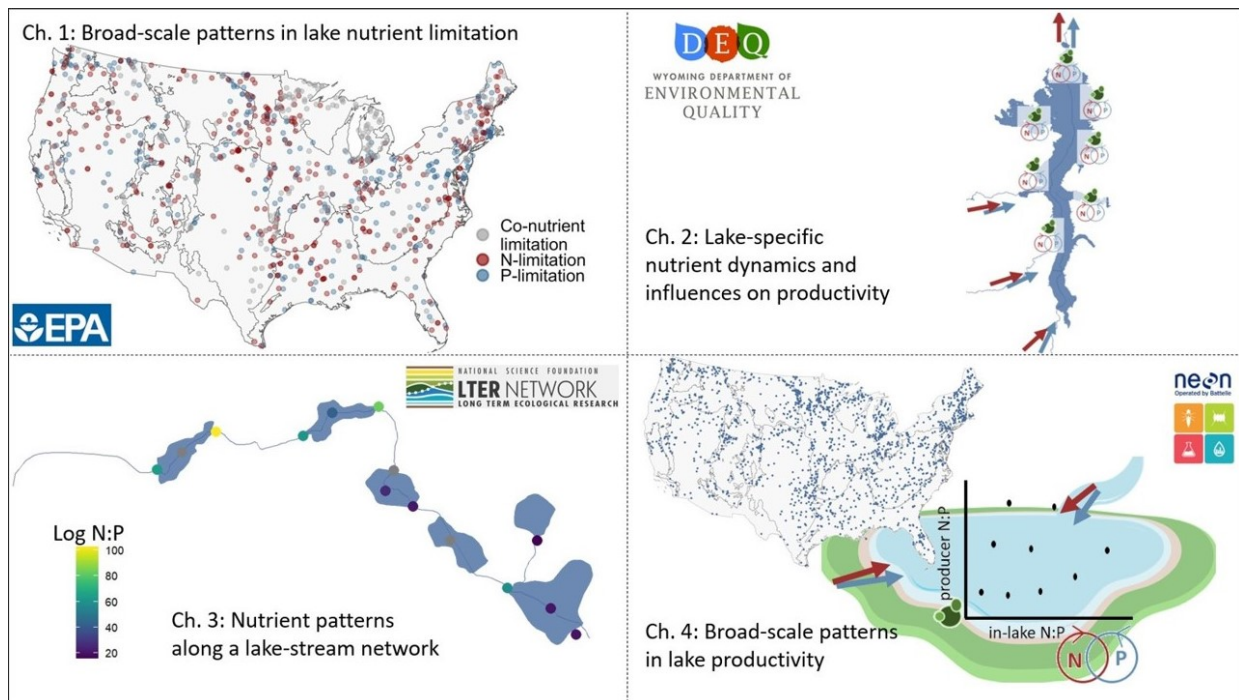 Ch. 1: Broad-scale patterns in lake nutrient limitation
Co-nutrient
limitation
N-limitation
P-limitation
EPA
DEQ
WYOMING DEPARTMENT OF
ENVIRONMENTAL
QUALITY
N P
N P
N P
N P
N P
N P
N P
Ch. 2: Lake-specific
nutrient dynamics and
influences on productivity
NATIONAL SCIENCE FOUNDATION
LTER NETWORK
LONG TERM ECOLOGICAL RESEARCH
Log N:P
100
80
60
40
20
Ch. 3: Nutrient patterns
along a lake-stream network
neon
Operated by Battelle
producer N:P
in-lake N:P
N P
Ch. 4: Broad-scale patterns
in lake productivity